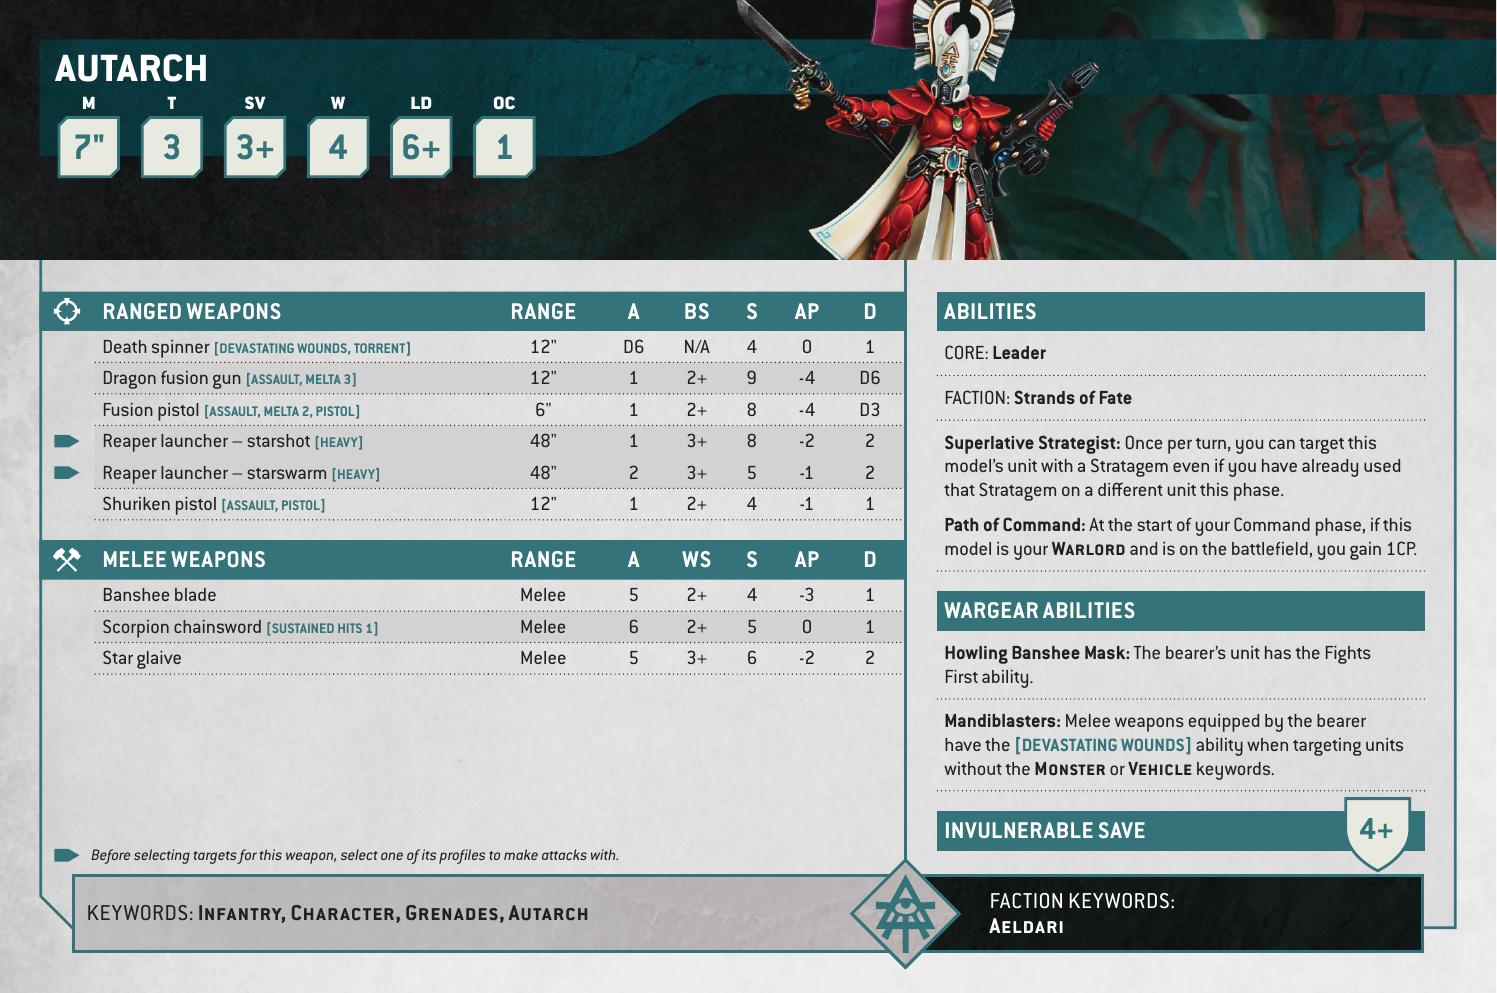 AUTARCH
M T SV W LD OC
7" 3 3+ 4 6+ 1
RANGED WEAPONS RANGE A BS S AP D
Death spinner [DEVASTATING WOUNDS, TORRENT] 12" D6 N/A 4 0 1
Dragon fusion gun [ASSAULT, MELTA 3] 12" 1 2+ 9 -4 D6
Fusion pistol [ASSAULT, MELTA 2, PISTOL] 6" 1 2+ 8 -4 D3
Reaper launcher – starshot [HEAVY] 48" 1 3+ 8 -2 2
Reaper launcher – starswarm [HEAVY] 48" 2 3+ 5 -1 2
Shuriken pistol [ASSAULT, PISTOL] 12" 1 2+ 4 -1 1
MELEE WEAPONS RANGE A WS S AP D
Banshee blade Melee 5 2+ 4 -3 1
Scorpion chainsword [SUSTAINED HITS 1] Melee 6 2+ 5 0 1
Star glaive Melee 5 3+ 6 -2 2
Before selecting targets for this weapon, select one of its profiles to make attacks with.
ABILITIES
CORE: Leader
FACTION: Strands of Fate
Superlative Strategist: Once per turn, you can target this
model's unit with a Stratagem even if you have already used
that Stratagem on a different unit this phase.
Path of Command: At the start of your Command phase, if this
model is your WARLORD and is on the battlefield, you gain 1CP.
WARGEAR ABILITIES
Howling Banshee Mask: The bearer's unit has the Fights
First ability.
Mandiblasters: Melee weapons equipped by the bearer
have the [DEVASTATING WOUNDS] ability when targeting units
without the MONSTER or VEHICLE keywords.
INVULNERABLE SAVE 4+
KEYWORDS: INFANTRY, CHARACTER, GRENADES, AUTARCH
FACTION KEYWORDS:
AELDARI